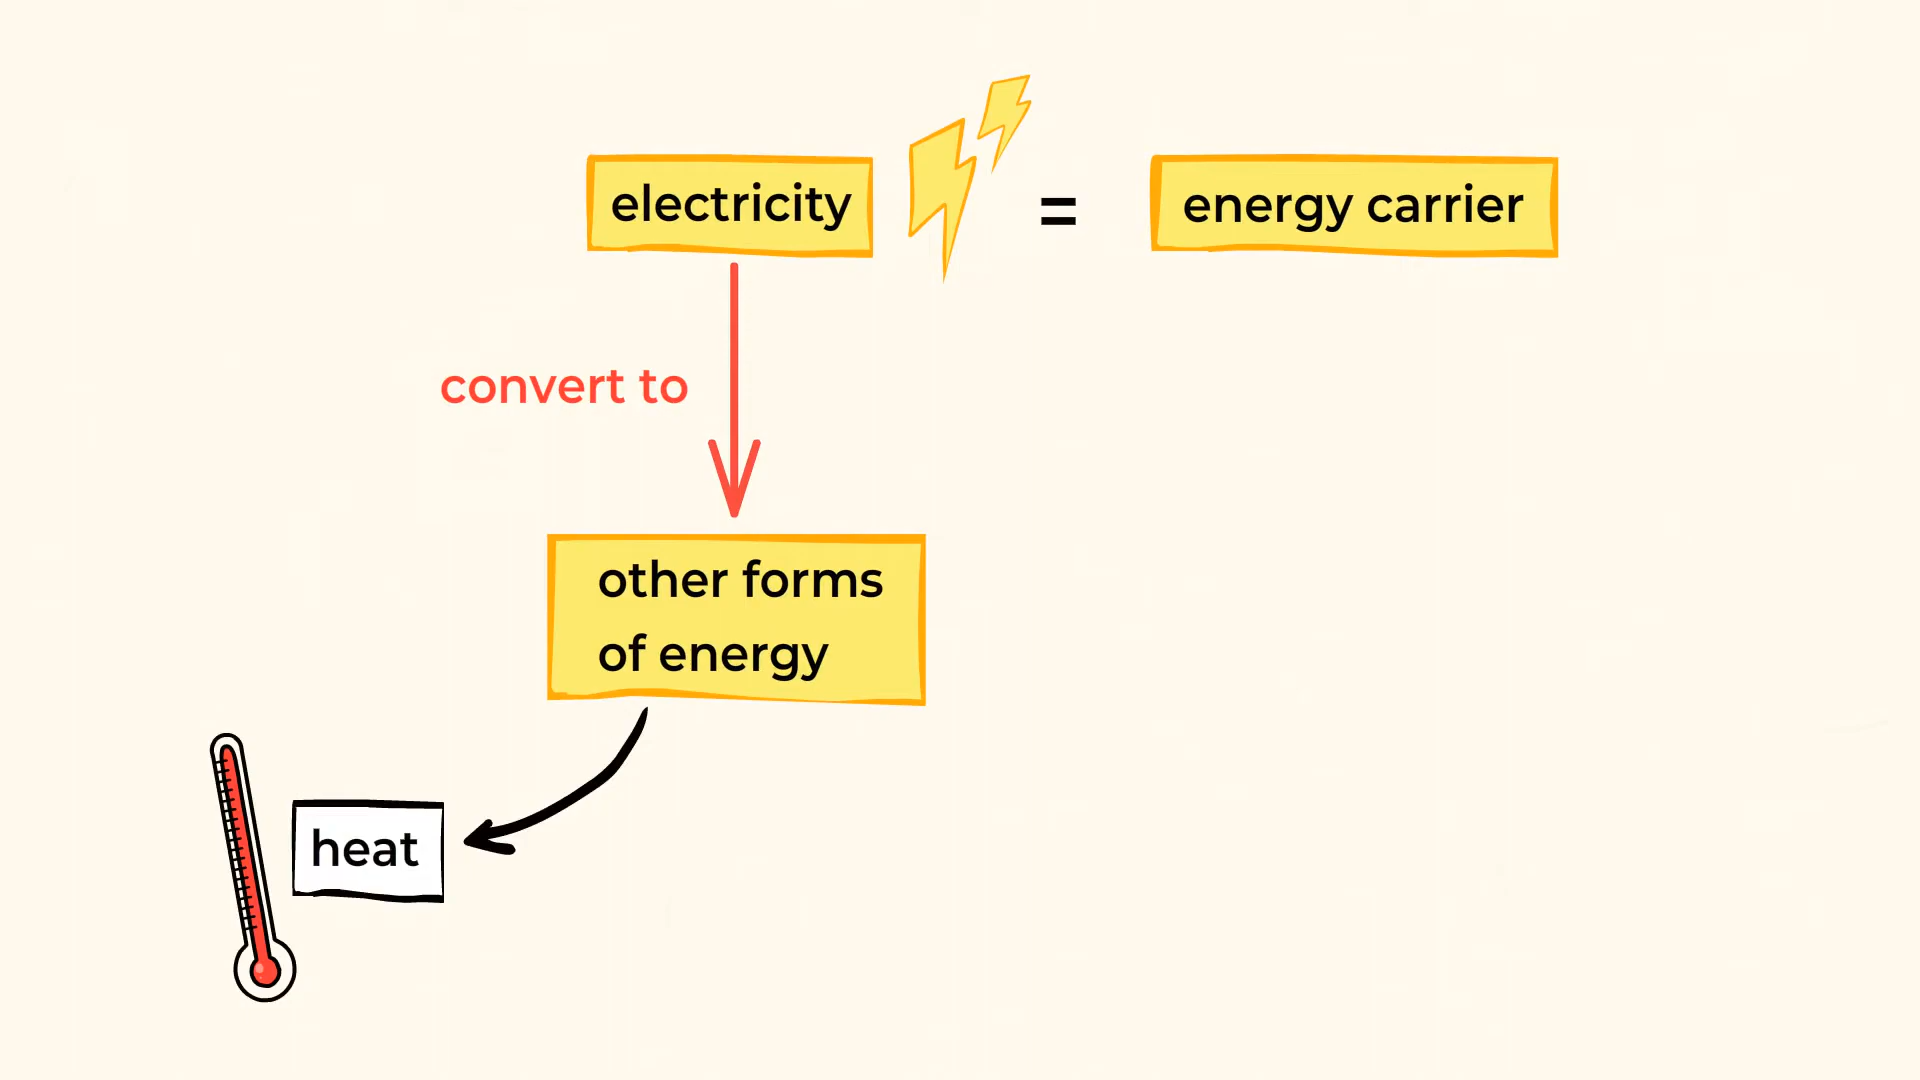 electricity = energy carrier
convert to
other forms
of energy
heat